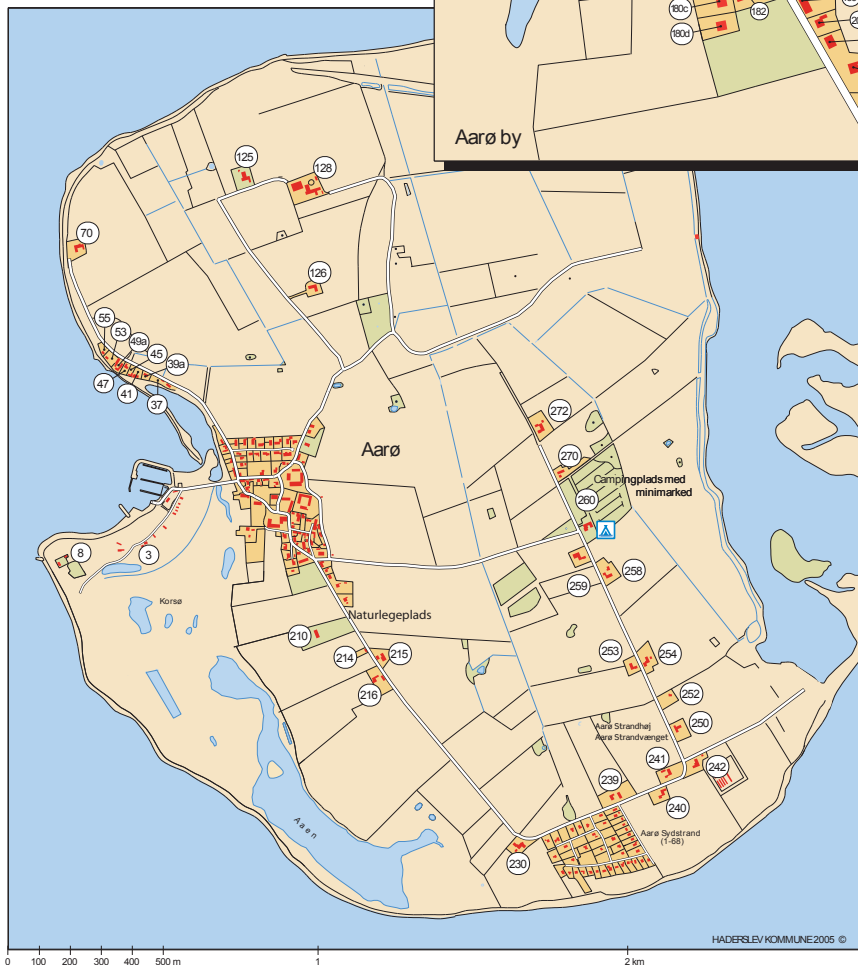 180c
182
180d
Aarø by
125
128
70
126
55
53
49a
45
39a
47
41
37
272
Aarø
270
Campingplads med
minimarked
260
8
3
259
258
Korsø
Naturlegeplads
210
214
215
253
254
216
252
Aarø Strandhøj
Aarø Strandvænget
250
241
242
239
240
Aaen
Aarø Sydstrand
(1-68)
230
HADERSLEV KOMMUNE 2005 ©
0 100 200 300 400 500 m 1 2 km